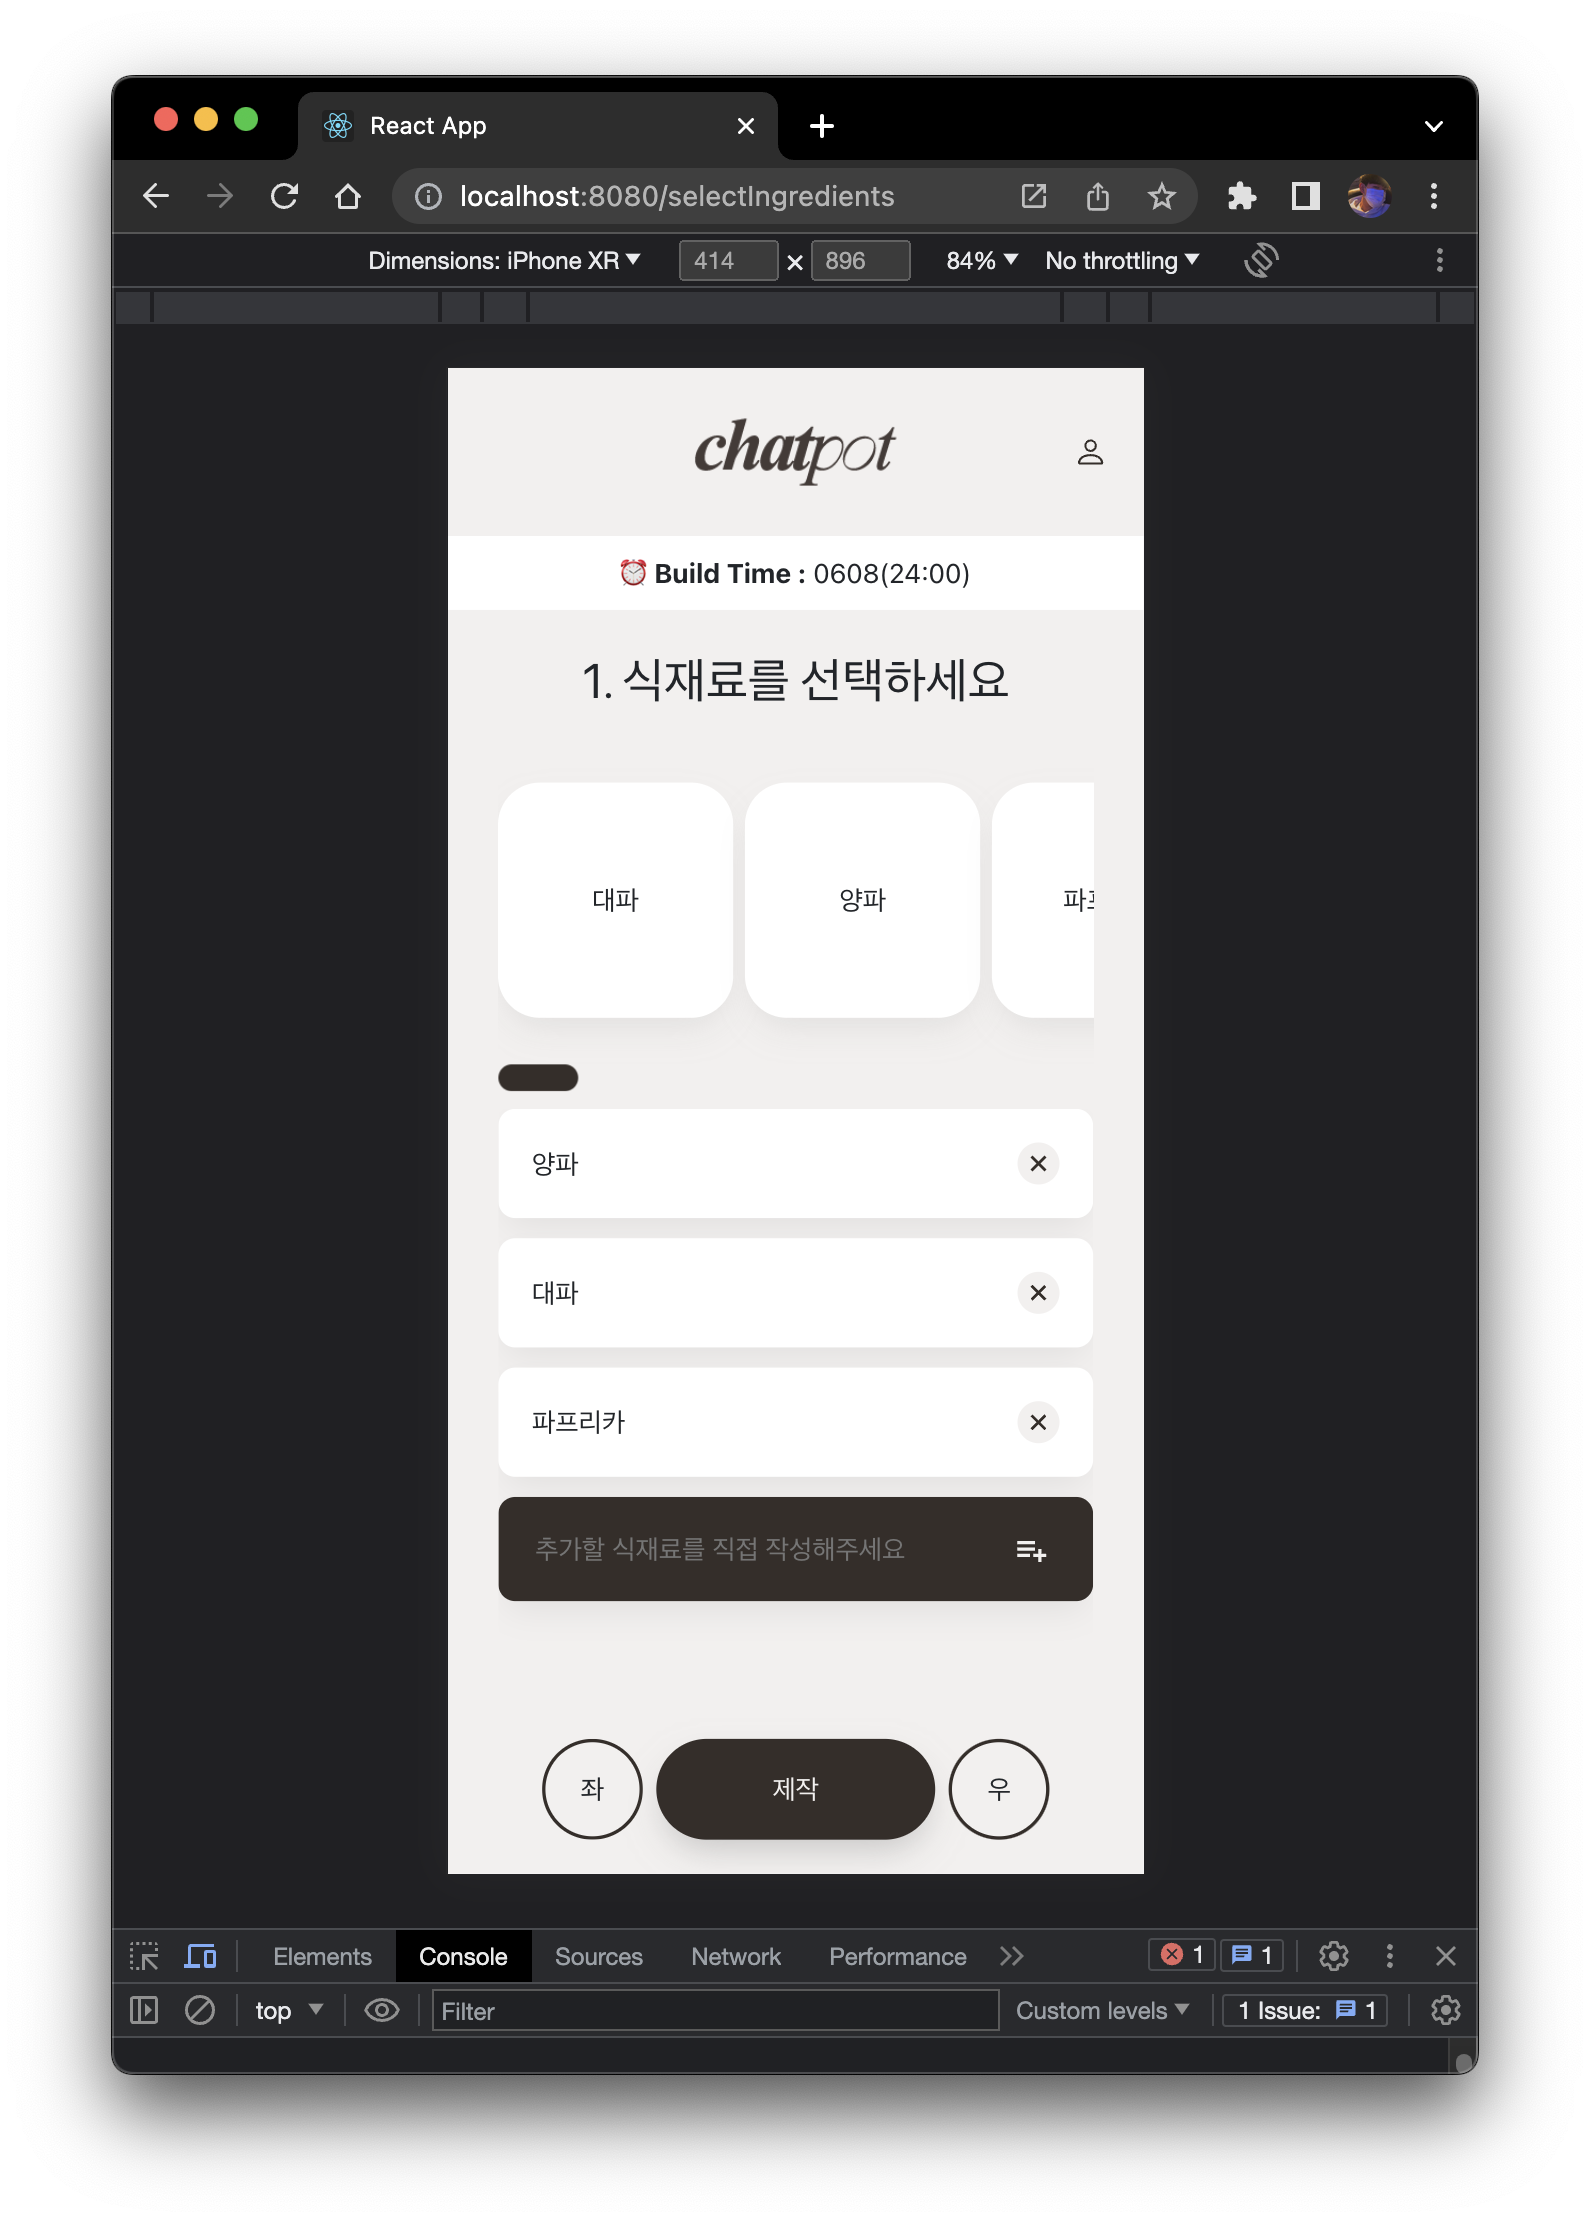 React App
localhost:8080/selectIngredients
Dimensions: iPhone XR 414 × 896 84% No throttling
chatpot
⏰ Build Time : 0608(24:00)
1. 식재료를 선택하세요
대파 양파
양파
대파
파프리카
추가할 식재료를 직접 작성해주세요
좌 제작 우
Elements Console Sources Network Performance 1 1
top Filter Custom levels 1 Issue: 1